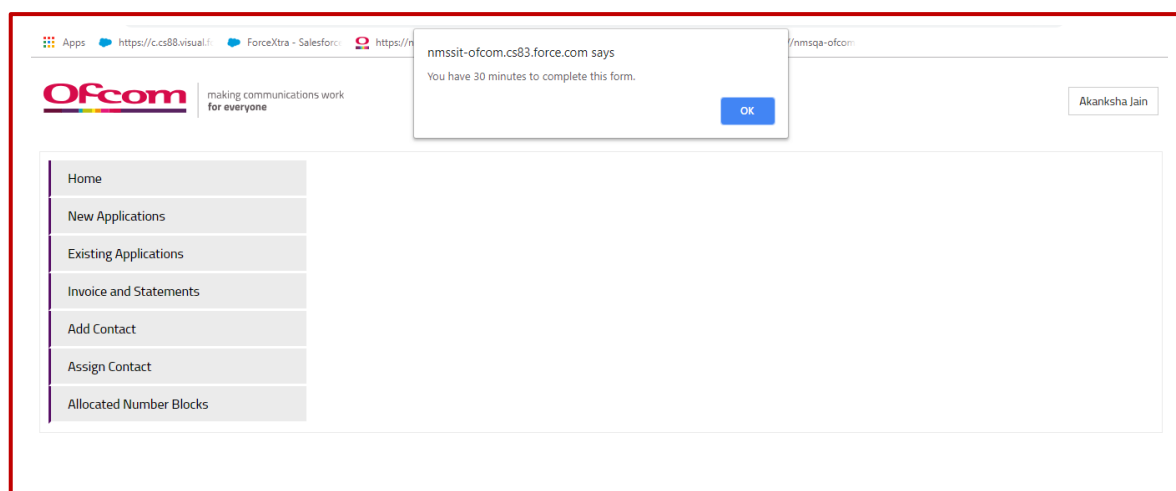 Apps https://c.cs88.visual.f ForceXtra - Salesforc https://n /nmsqa-ofcom
nmssit-ofcom.cs83.force.com says
You have 30 minutes to complete this form.
OK
Ofcom making communications work
for everyone
Akanksha Jain
Home
New Applications
Existing Applications
Invoice and Statements
Add Contact
Assign Contact
Allocated Number Blocks